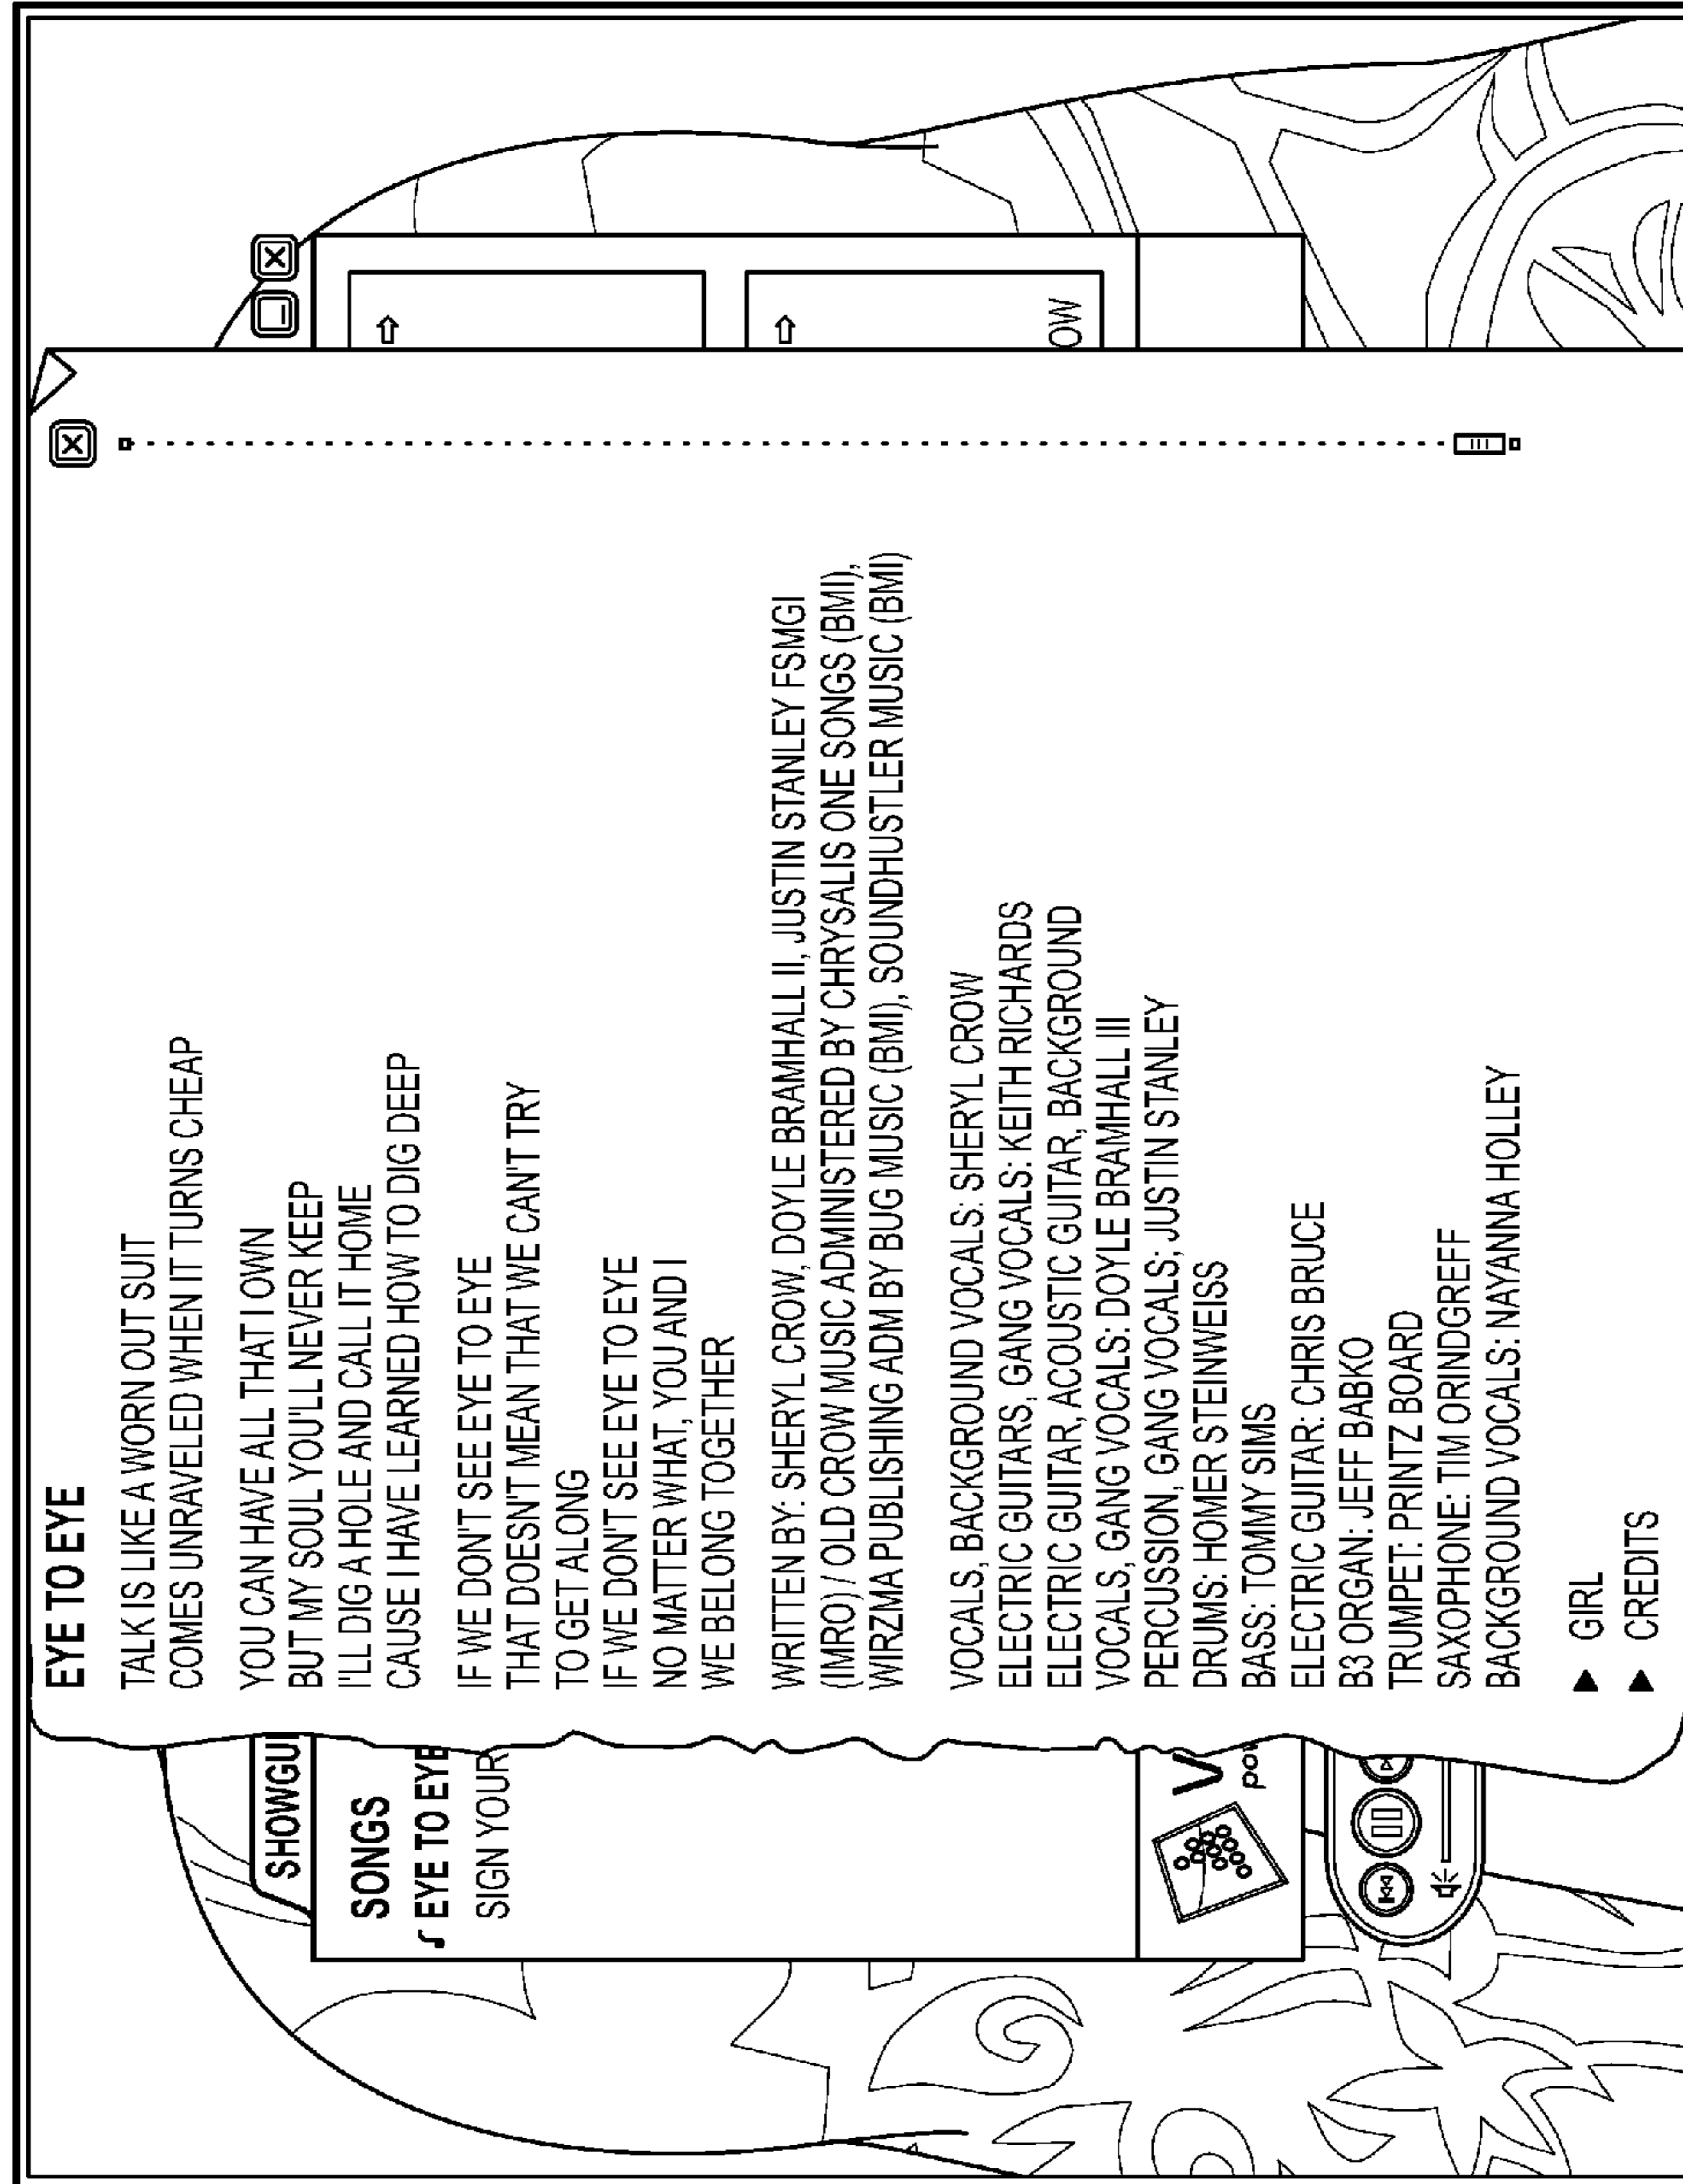 EYE TO EYE
TALK IS LIKE A WORN OUT SUIT
COMES UNRAVELED WHEN IT TURNS CHEAP
YOU CAN HAVE ALL THAT I OWN
BUT MY SOUL YOU'LL NEVER KEEP
I'LL DIG A HOLE AND CALL IT HOME
CAUSE I HAVE LEARNED HOW TO DIG DEEP
IF WE DON'T SEE EYE TO EYE
THAT DOESN'T MEAN THAT WE CAN'T TRY
TO GET ALONG
IF WE DON'T SEE EYE TO EYE
NO MATTER WHAT, YOU AND I
WE BELONG TOGETHER
WRITTEN BY: SHERYL CROW, DOYLE BRAMHALL II, JUSTIN STANLEY FSMGI
(IMRO) / OLD CROW MUSIC ADMINISTERED BY CHRYSALIS ONE SONGS (BMI),
WIRZMA PUBLISHING ADM BY BUG MUSIC (BMI), SOUNDHUSTLER MUSIC (BMI)
VOCALS, BACKGROUND VOCALS: SHERYL CROW
ELECTRIC GUITARS, GANG VOCALS: KEITH RICHARDS
ELECTRIC GUITAR, ACOUSTIC GUITAR, BACKGROUND
VOCALS, GANG VOCALS: DOYLE BRAMHALL III
PERCUSSION, GANG VOCALS; JUSTIN STANLEY
DRUMS: HOMER STEINWEISS
BASS: TOMMY SIMS
ELECTRIC GUITAR: CHRIS BRUCE
B3 ORGAN: JEFF BABKO
TRUMPET: PRINTZ BOARD
SAXOPHONE: TIM ORINDGREFF
BACKGROUND VOCALS: NAYANNA HOLLEY
▶ GIRL
▶ CREDITS
SHOWGUI
SONGS
EYE TO EYE
SIGN YOUR
V
pow
OW